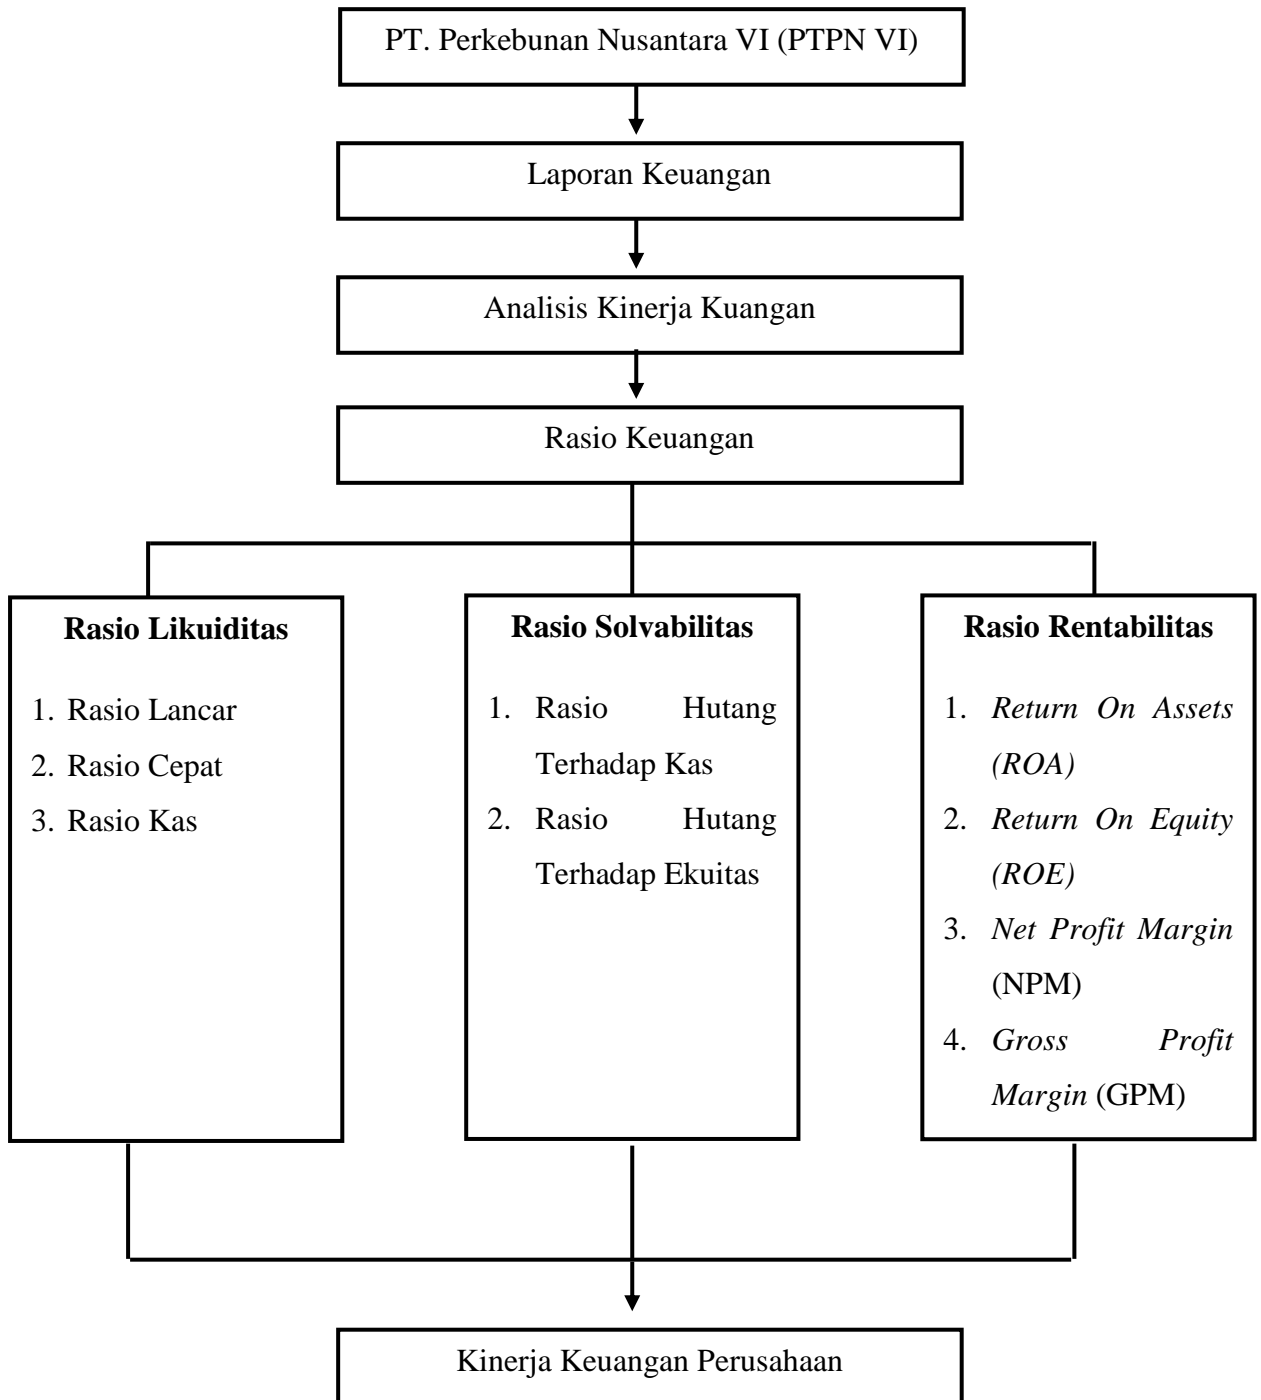 PT. Perkebunan Nusantara VI (PTPN VI)
Laporan Keuangan
Analisis Kinerja Kuangan
Rasio Keuangan
Rasio Likuiditas
1. Rasio Lancar
2. Rasio Cepat
3. Rasio Kas
Rasio Solvabilitas
1. Rasio Hutang
Terhadap Kas
2. Rasio Hutang
Terhadap Ekuitas
Rasio Rentabilitas
1. Return On Assets
(ROA)
2. Return On Equity
(ROE)
3. Net Profit Margin
(NPM)
4. Gross Profit
Margin (GPM)
Kinerja Keuangan Perusahaan